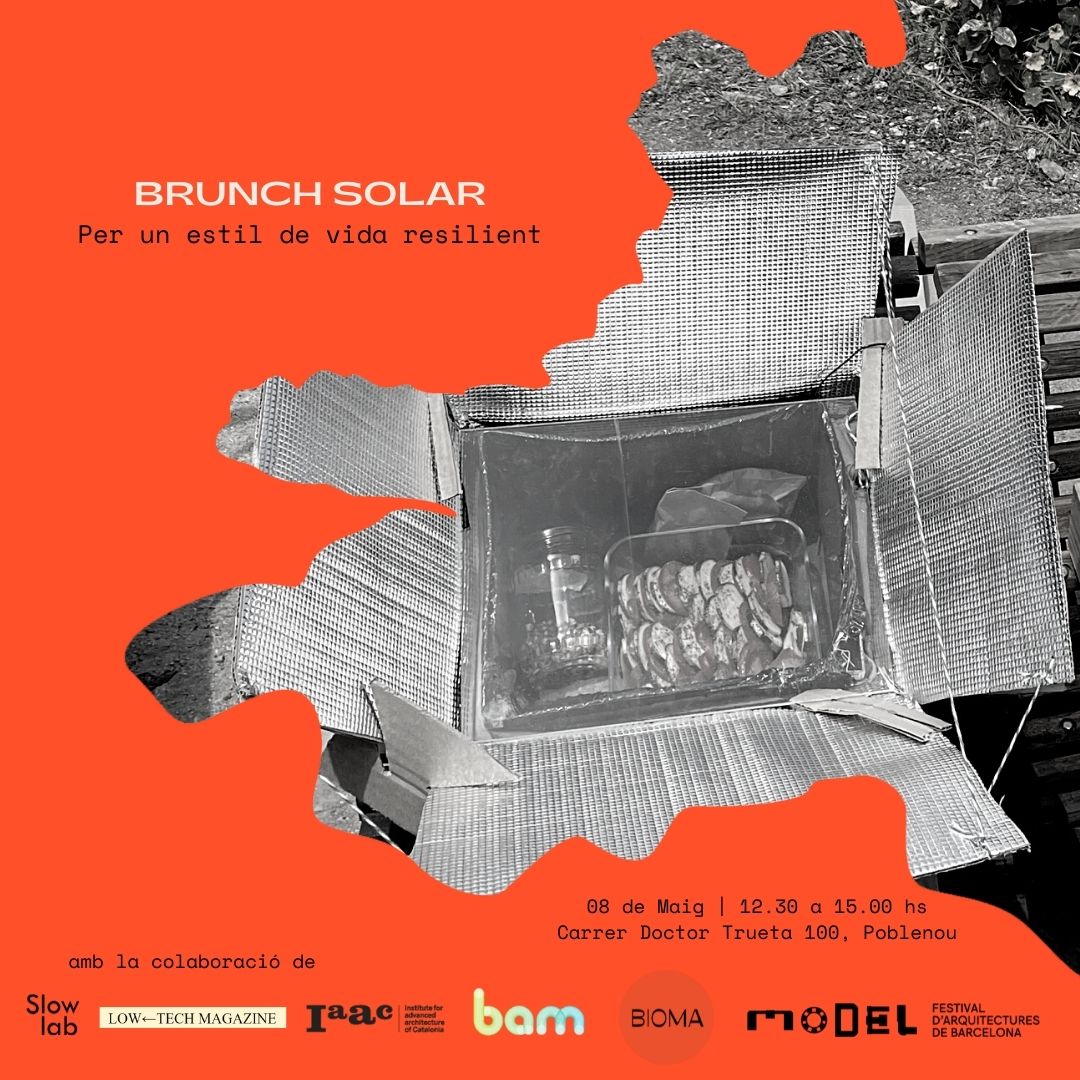 BRUNCH SOLAR
Per un estil de vida resilient
08 de Maig | 12.30 a 15.00 hs
Carrer Doctor Trueta 100, Poblenou
amb la colaboració de
Slow
lab
LOW←TECH MAGAZINE
Iaac
Institute for
advanced
architecture
of Catalonia
bam
BIOMA
MODEL
FESTIVAL
D'ARQUITECTURES
DE BARCELONA